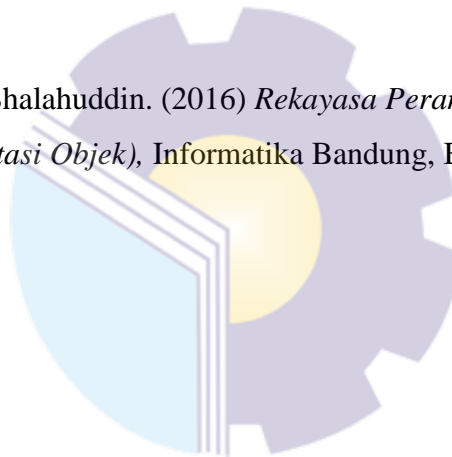 Shalahuddin. (2016) Rekayasa Peran
tasi Objek), Informatika Bandung, B